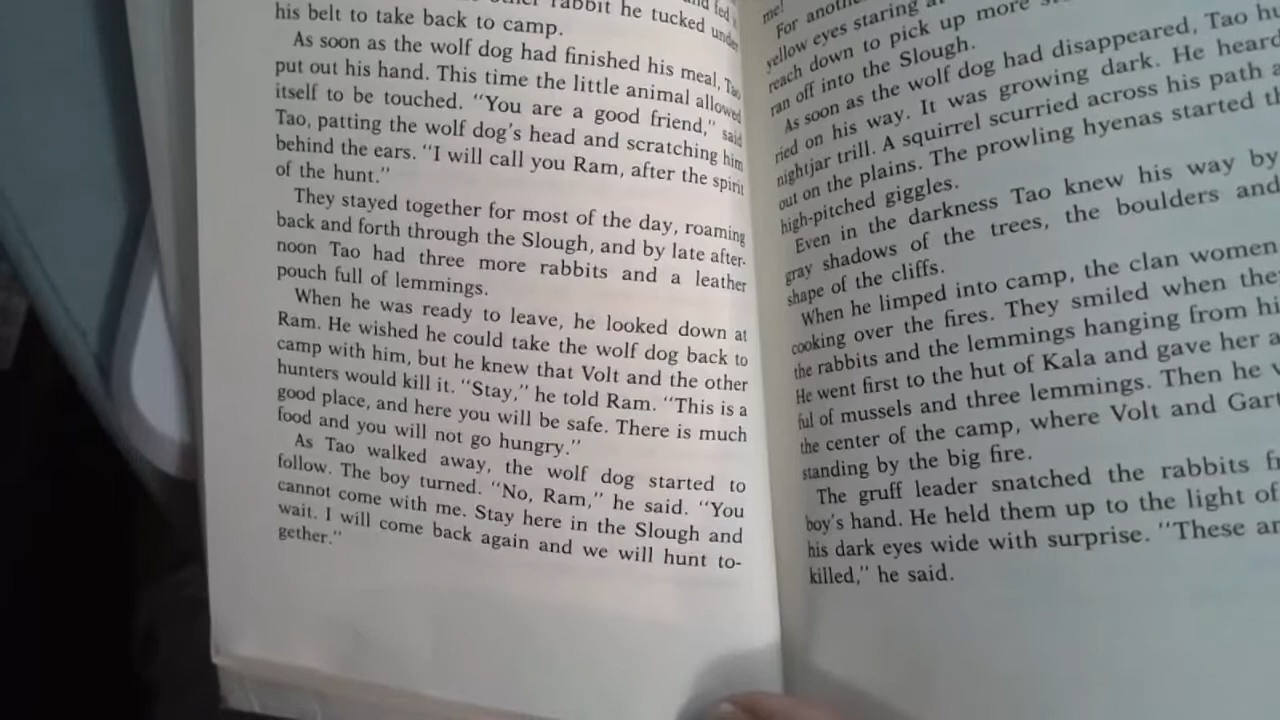 other rabbit he tucked under
his belt to take back to camp.
As soon as the wolf dog had finished his meal, Tao
put out his hand. This time the little animal allowed
itself to be touched. "You are a good friend," said
Tao, patting the wolf dog's head and scratching him
behind the ears. "I will call you Ram, after the spirit
of the hunt."
They stayed together for most of the day, roaming
back and forth through the Slough, and by late after-
noon Tao had three more rabbits and a leather
pouch full of lemmings.
When he was ready to leave, he looked down at
Ram. He wished he could take the wolf dog back to
camp with him, but he knew that Volt and the other
hunters would kill it. "Stay," he told Ram. "This is a
good place, and here you will be safe. There is much
food and you will not go hungry."
As Tao walked away, the wolf dog started to
follow. The boy turned. "No, Ram," he said. "You
cannot come with me. Stay here in the Slough and
wait. I will come back again and we will hunt to-
gether."
me!
For
yellow eyes staring
reach down to pick up more
ran off into the Slough.
As soon as the wolf dog had disappeared, Tao hu
ried on his way. It was growing dark. He heard
nightjar trill. A squirrel scurried across his path
out on the plains. The prowling hyenas started
high-pitched giggles.
Even in the darkness Tao knew his way by
gray shadows of the trees, the boulders and
shape of the cliffs.
When he limped into camp, the clan women
cooking over the fires. They smiled when
the rabbits and the lemmings hanging from
He went first to the hut of Kala and gave her a
ful of mussels and three lemmings. Then he
the center of the camp, where Volt and
standing by the big fire.
The gruff leader snatched the rabbits
boy's hand. He held them up to the light of
his dark eyes wide with surprise. "These
killed," he said.